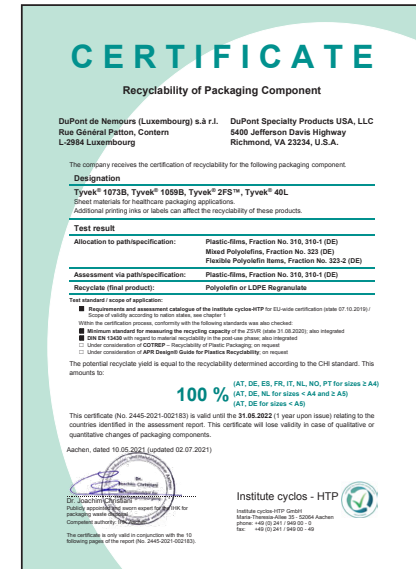 CERTIFICATE
Recyclability of Packaging Component
DuPont de Nemours (Luxembourg) s.à r.l.
Rue Général Patton, Contern
L-2984 Luxembourg
DuPont Specialty Products USA, LLC
5400 Jefferson Davis Highway
Richmond, VA 23234, U.S.A.
The company receives the certification of recyclability for the following packaging component.
Designation
Tyvek® 1073B, Tyvek® 1059B, Tyvek® 2FS™, Tyvek® 40L
Sheet materials for healthcare packaging applications.
Additional printing inks or labels can affect the recyclability of these products.
Test result
Allocation to path/specification: Plastic-films, Fraction No. 310, 310-1 (DE)
Mixed Polyolefins, Fraction No. 323 (DE)
Flexible Polyolefin Items, Fraction No. 323-2 (DE)
Assessment via path/specification: Plastic-films, Fraction No. 310, 310-1 (DE)
Recyclate (final product): Polyolefin or LDPE Regranulate
Test standard / scope of application:
Requirements and assessment catalogue of the institute cyclos-HTP for EU-wide certification (state 07.10.2019) /
Scope of validity according to nation states, see chapter 1
Within the certification process, conformity with the following standards was also checked:
Minimum standard for measuring the recycling capacity of the ZSVR (state 31.08.2020); also integrated
DIN EN 13430 with regard to material recyclability in the post-use phase; also integrated
Under consideration of COTREP – Recyclability of Plastic Packaging; on request
Under consideration of APR Design® Guide for Plastics Recyclability; on request
The potential recyclate yield is equal to the recyclability determined according to the CHI standard. This
amounts to:
100 %
(AT, DE, ES, FR, IT, NL, NO, PT for sizes ≥ A4)
(AT, DE, NL for sizes < A4 and ≥ A5)
(AT, DE for sizes < A5)
This certificate (No. 2445-2021-002183) is valid until the 31.05.2022 (1 year upon issue) relating to the
countries identified in the assessment report. This certificate will lose validity in case of qualitative or
quantitative changes of packaging components.
Aachen, dated 10.05.2021 (updated 02.07.2021)
Dr. Joachim Christiani
Publicly appointed and sworn expert for IHK for
packaging waste disposal
Competent authority: IHK Aachen
The certificate is only valid in conjunction with the 10
following pages of the report (No. 2445-2021-002183).
Institute cyclos - HTP
Institute cyclos-HTP GmbH
Maria-Theresia-Allee 35 - 52064 Aachen
phone: +49 (0) 241 / 949 00 - 0
fax: +49 (0) 241 / 949 00 - 49